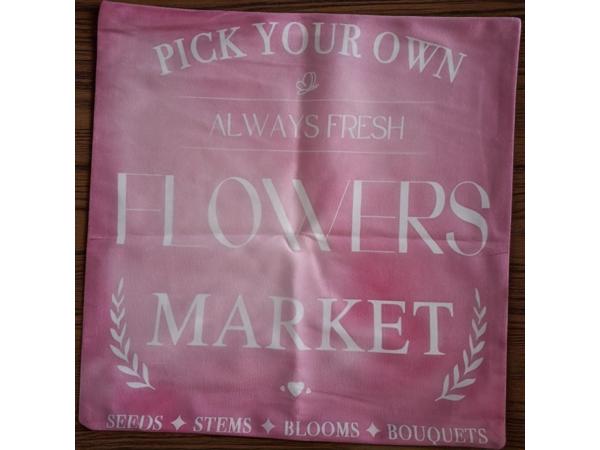 PICK YOUR OWN
ALWAYS FRESH
FLOWERS
MARKET
SEEDS ✦ STEMS ✦ BLOOMS ✦ BOUQUETS